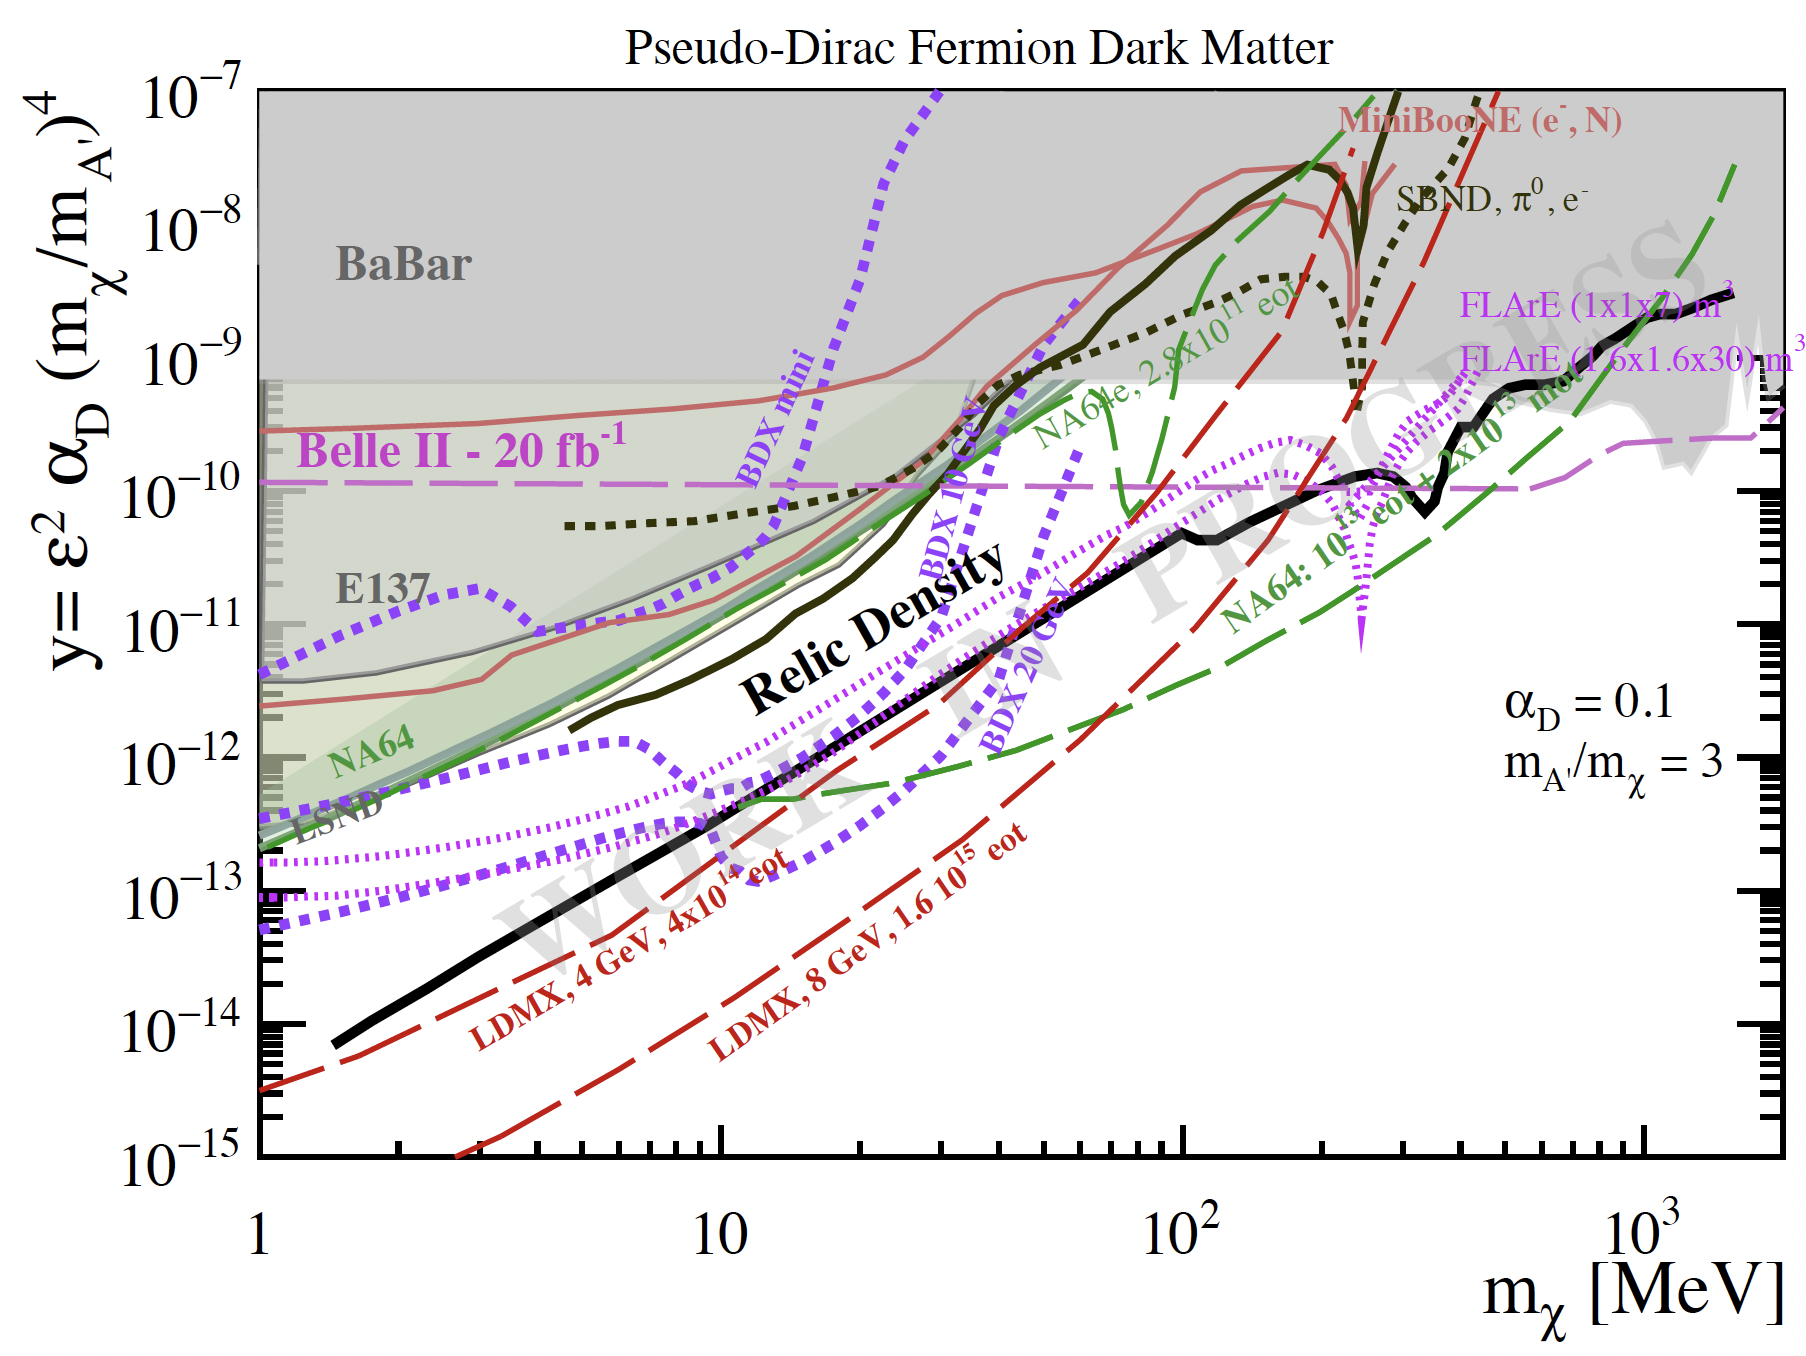 Pseudo-Dirac Fermion Dark Matter
y= ε² α_D (m_χ/m_A')⁴
10⁻⁷
10⁻⁸
10⁻⁹
10⁻¹⁰
10⁻¹¹
10⁻¹²
10⁻¹³
10⁻¹⁴
10⁻¹⁵
MiniBooNE (e⁻, N)
SBND, π⁰, e⁻
BaBar
FLArE (1x1x7) m³
FLArE (1.6x1.6x30) m³
BDX mini
NA64e, 2.8x10¹¹ eot
Belle II - 20 fb⁻¹
BDX 10 GeV
E137
Relic Density
NA64: 10¹³ eot + 2x10¹³ mot
BDX 20 GeV
α_D = 0.1
m_A'/m_χ = 3
NA64
LSND
LDMX, 4 GeV, 4x10¹⁴ eot
LDMX, 8 GeV, 1.6 10¹⁵ eot
WORK IN PROGRESS
1
10
10²
10³
m_χ [MeV]